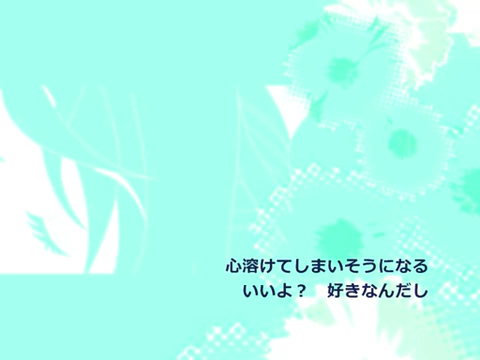 心溶けてしまいそうになる
いいよ？　好きなんだし